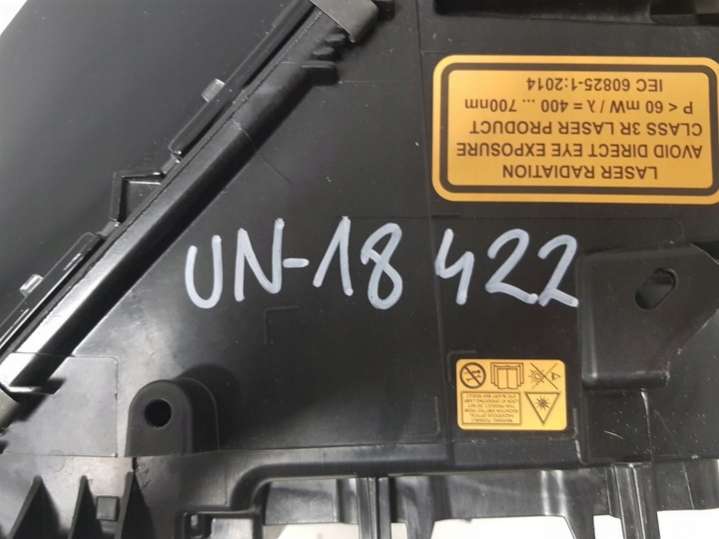 LASER RADIATION
AVOID DIRECT EYE EXPOSURE
CLASS 3R LASER PRODUCT
P < 60 mW / λ = 400 ... 700nm
IEC 60825-1:2014
UN-18 422